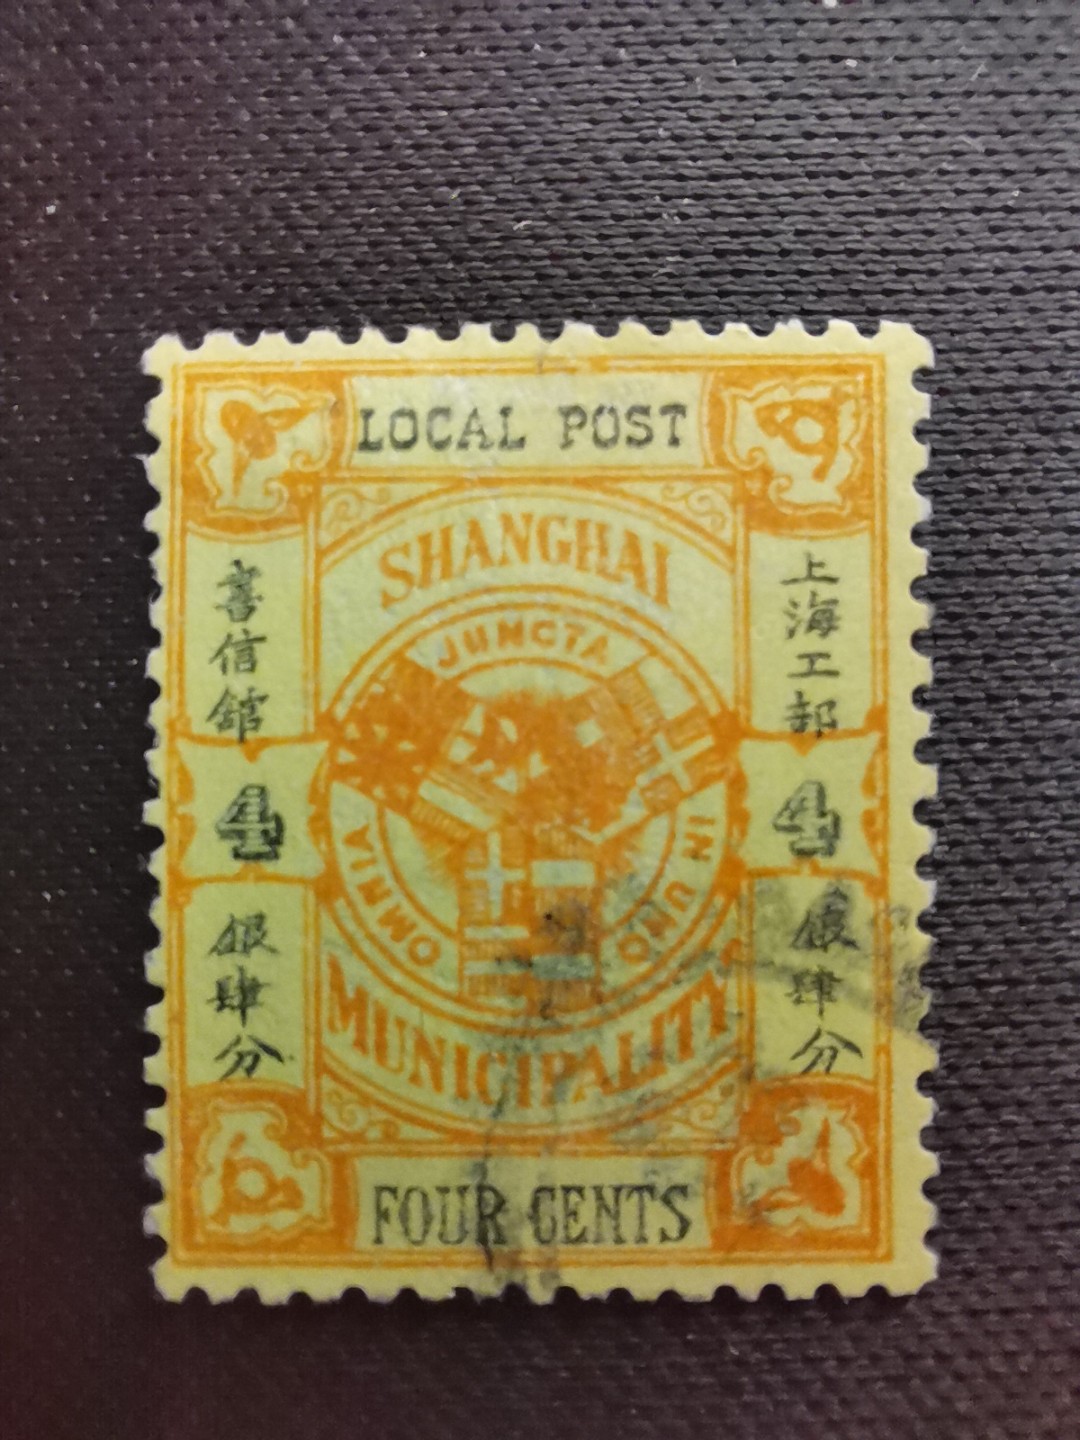 LOCAL POST
SHANGHAI
JUNCTA
IN UNO
OMNIA
MUNICIPALITY
FOUR CENTS
上海工部
書信館
4
4
銀肆分
銀肆分